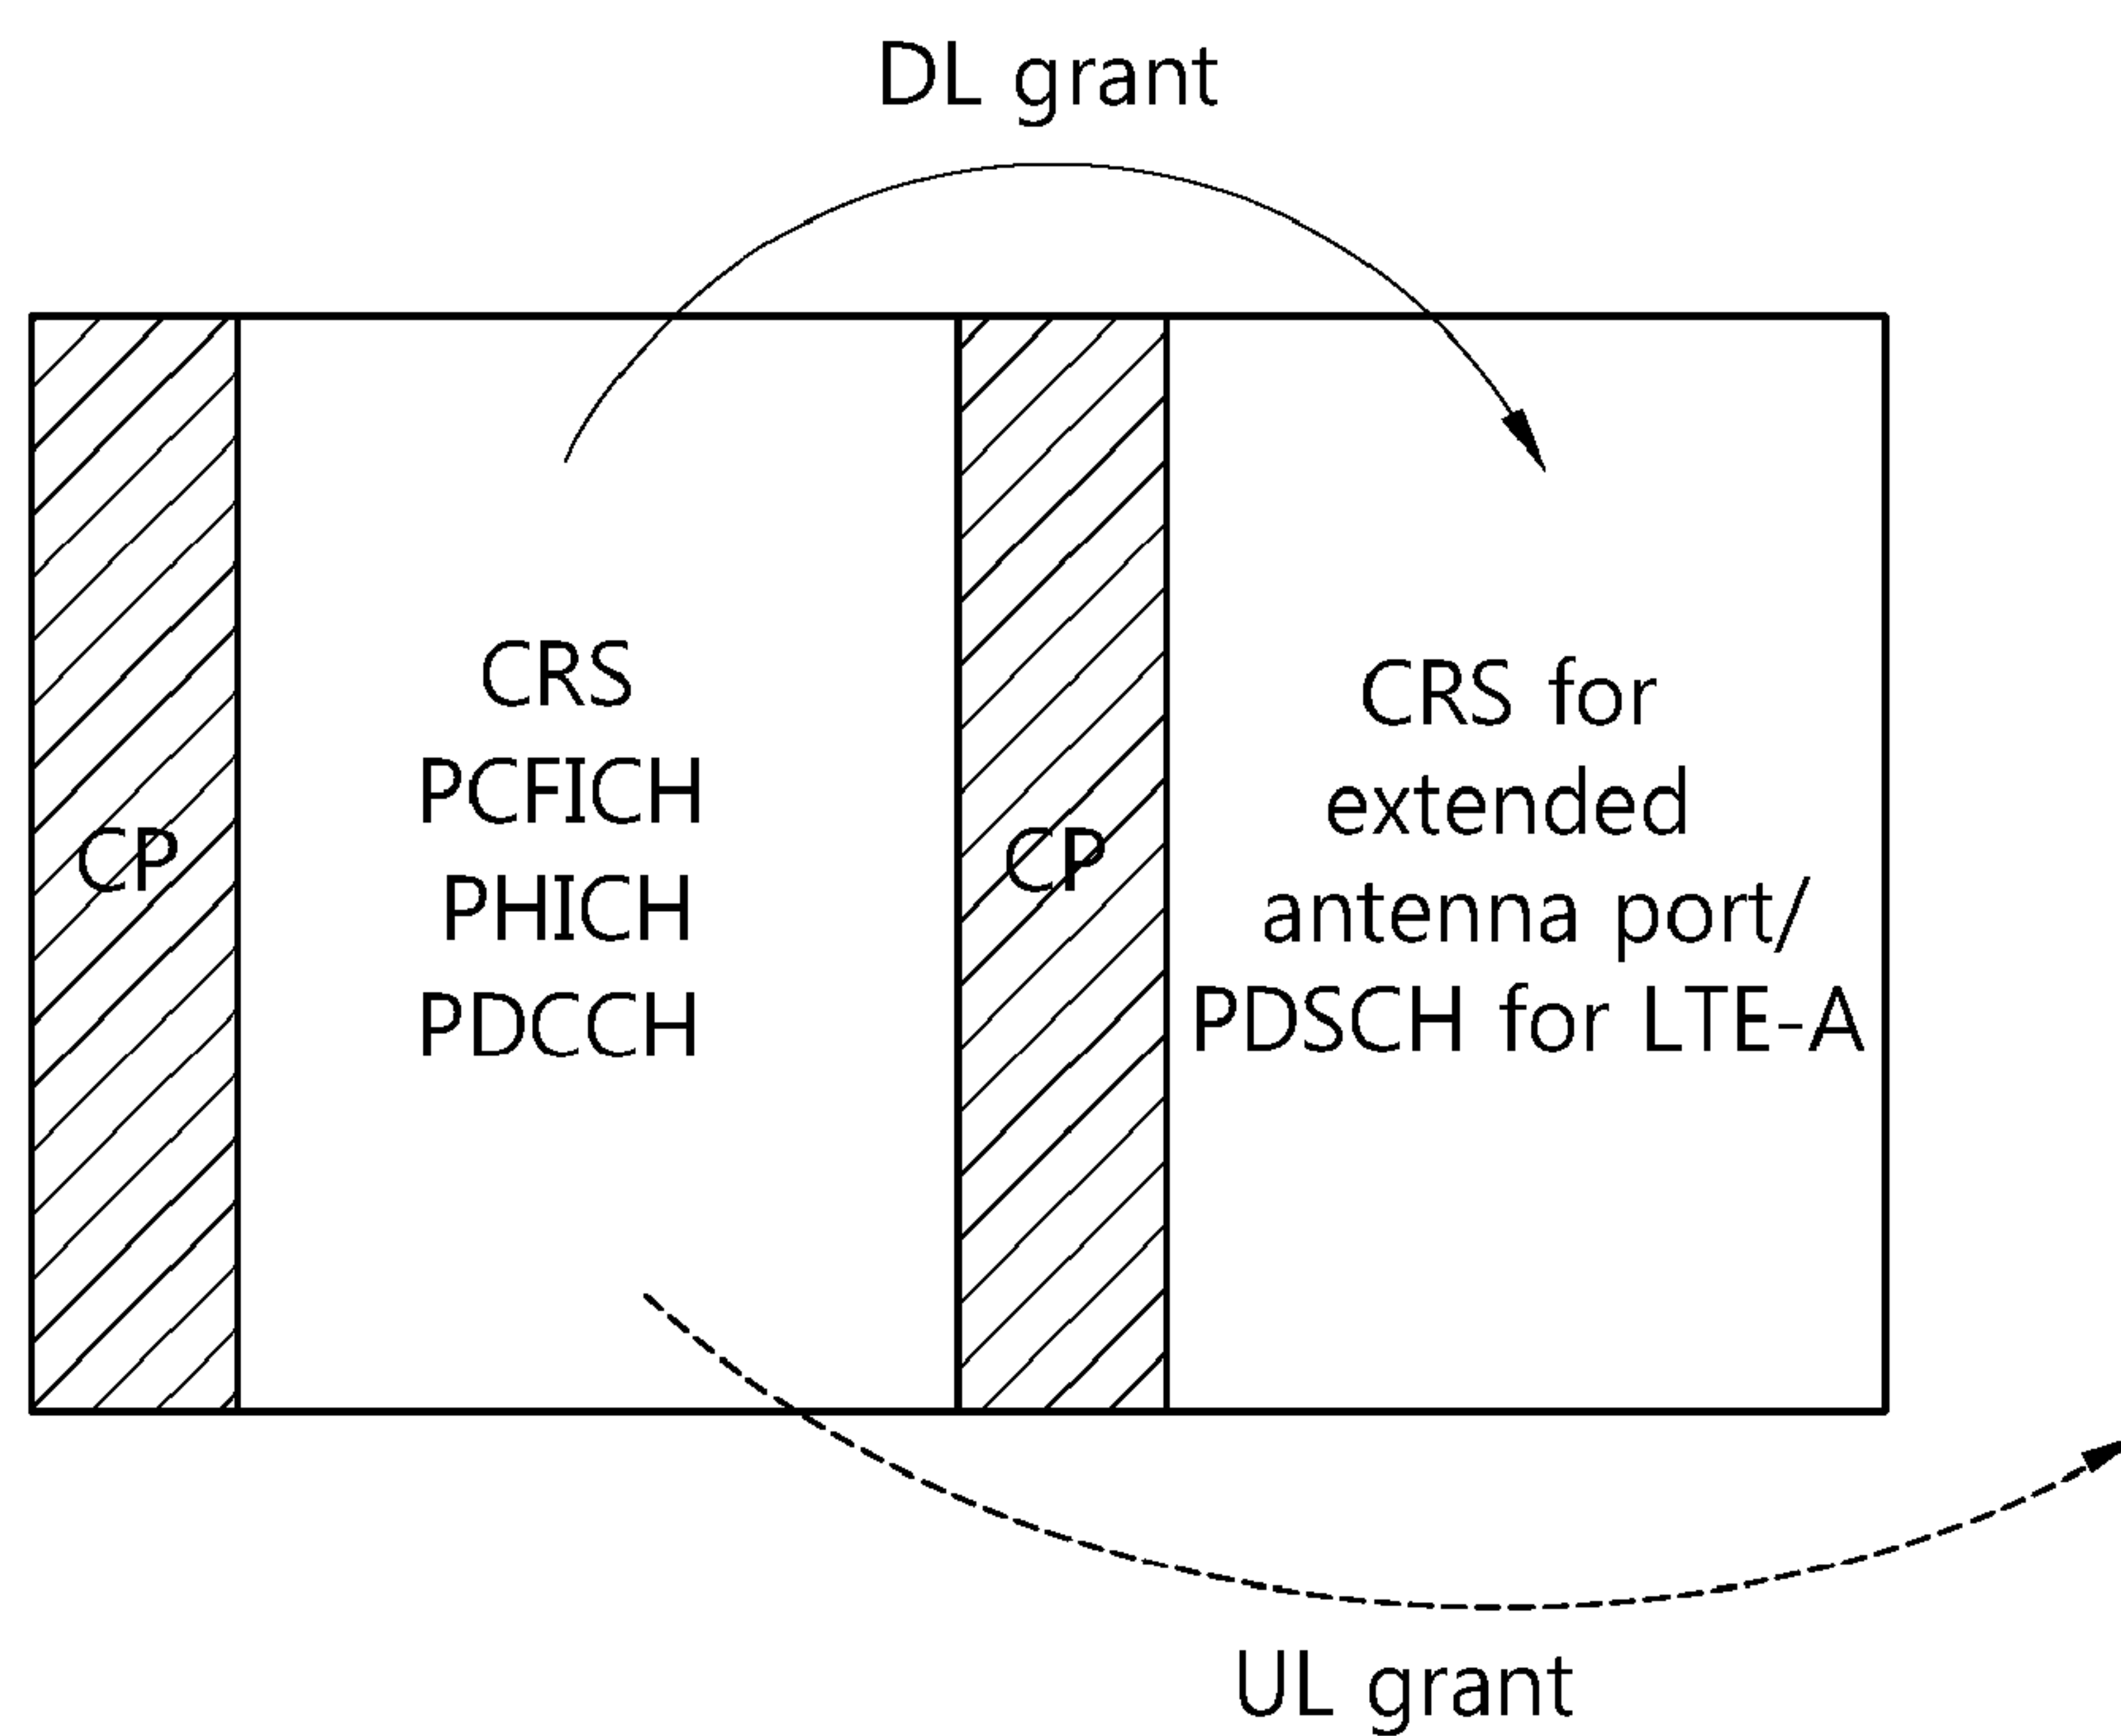 DL grant
CP
CRS
PCFICH
PHICH
PDCCH
CP
CRS for
extended
antenna port/
PDSCH for LTE-A
UL grant